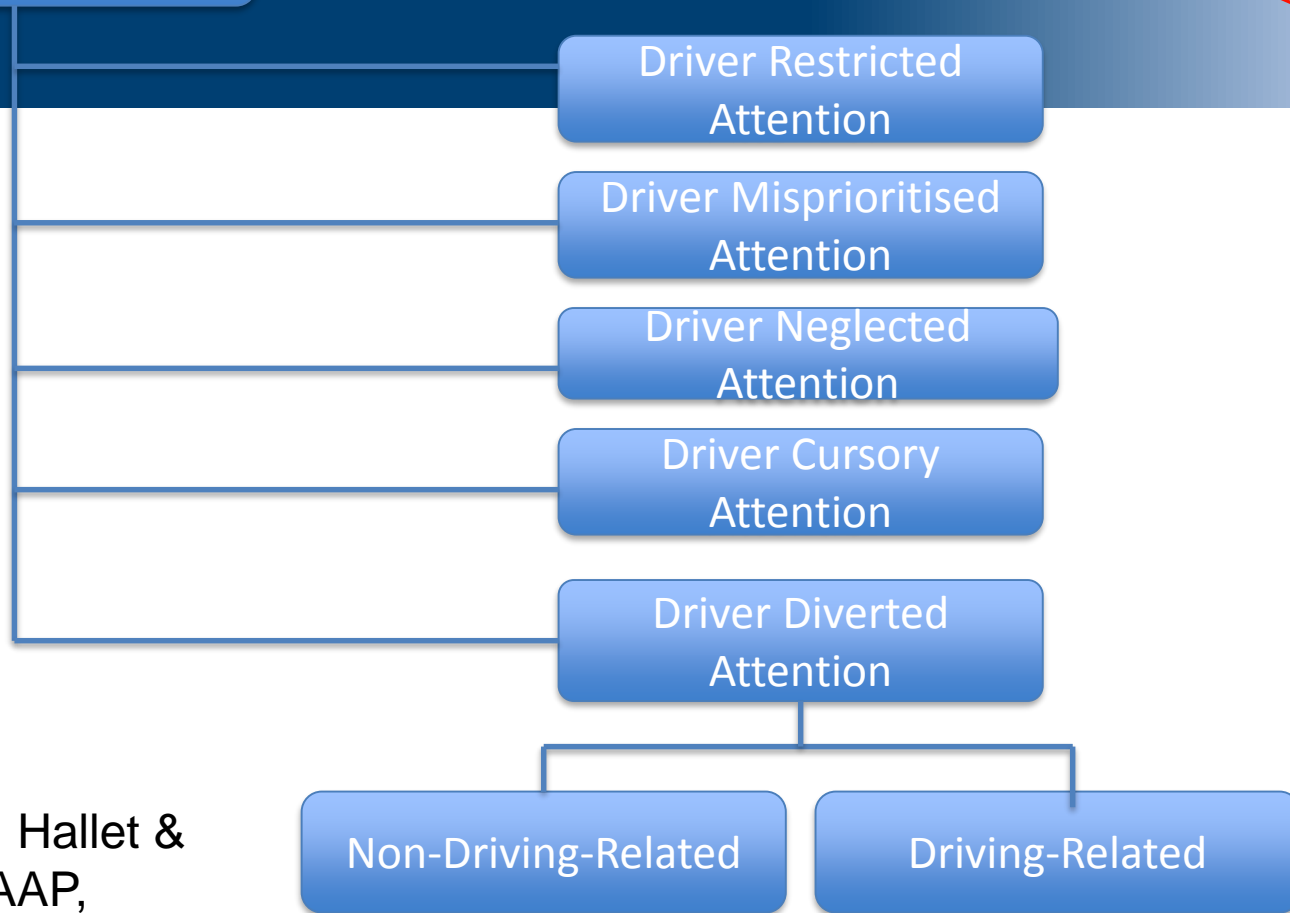 Driver Restricted
Attention
Driver Misprioritised
Attention
Driver Neglected
Attention
Driver Cursory
Attention
Driver Diverted
Attention
Hallet &
AAP,
Non-Driving-Related
Driving-Related